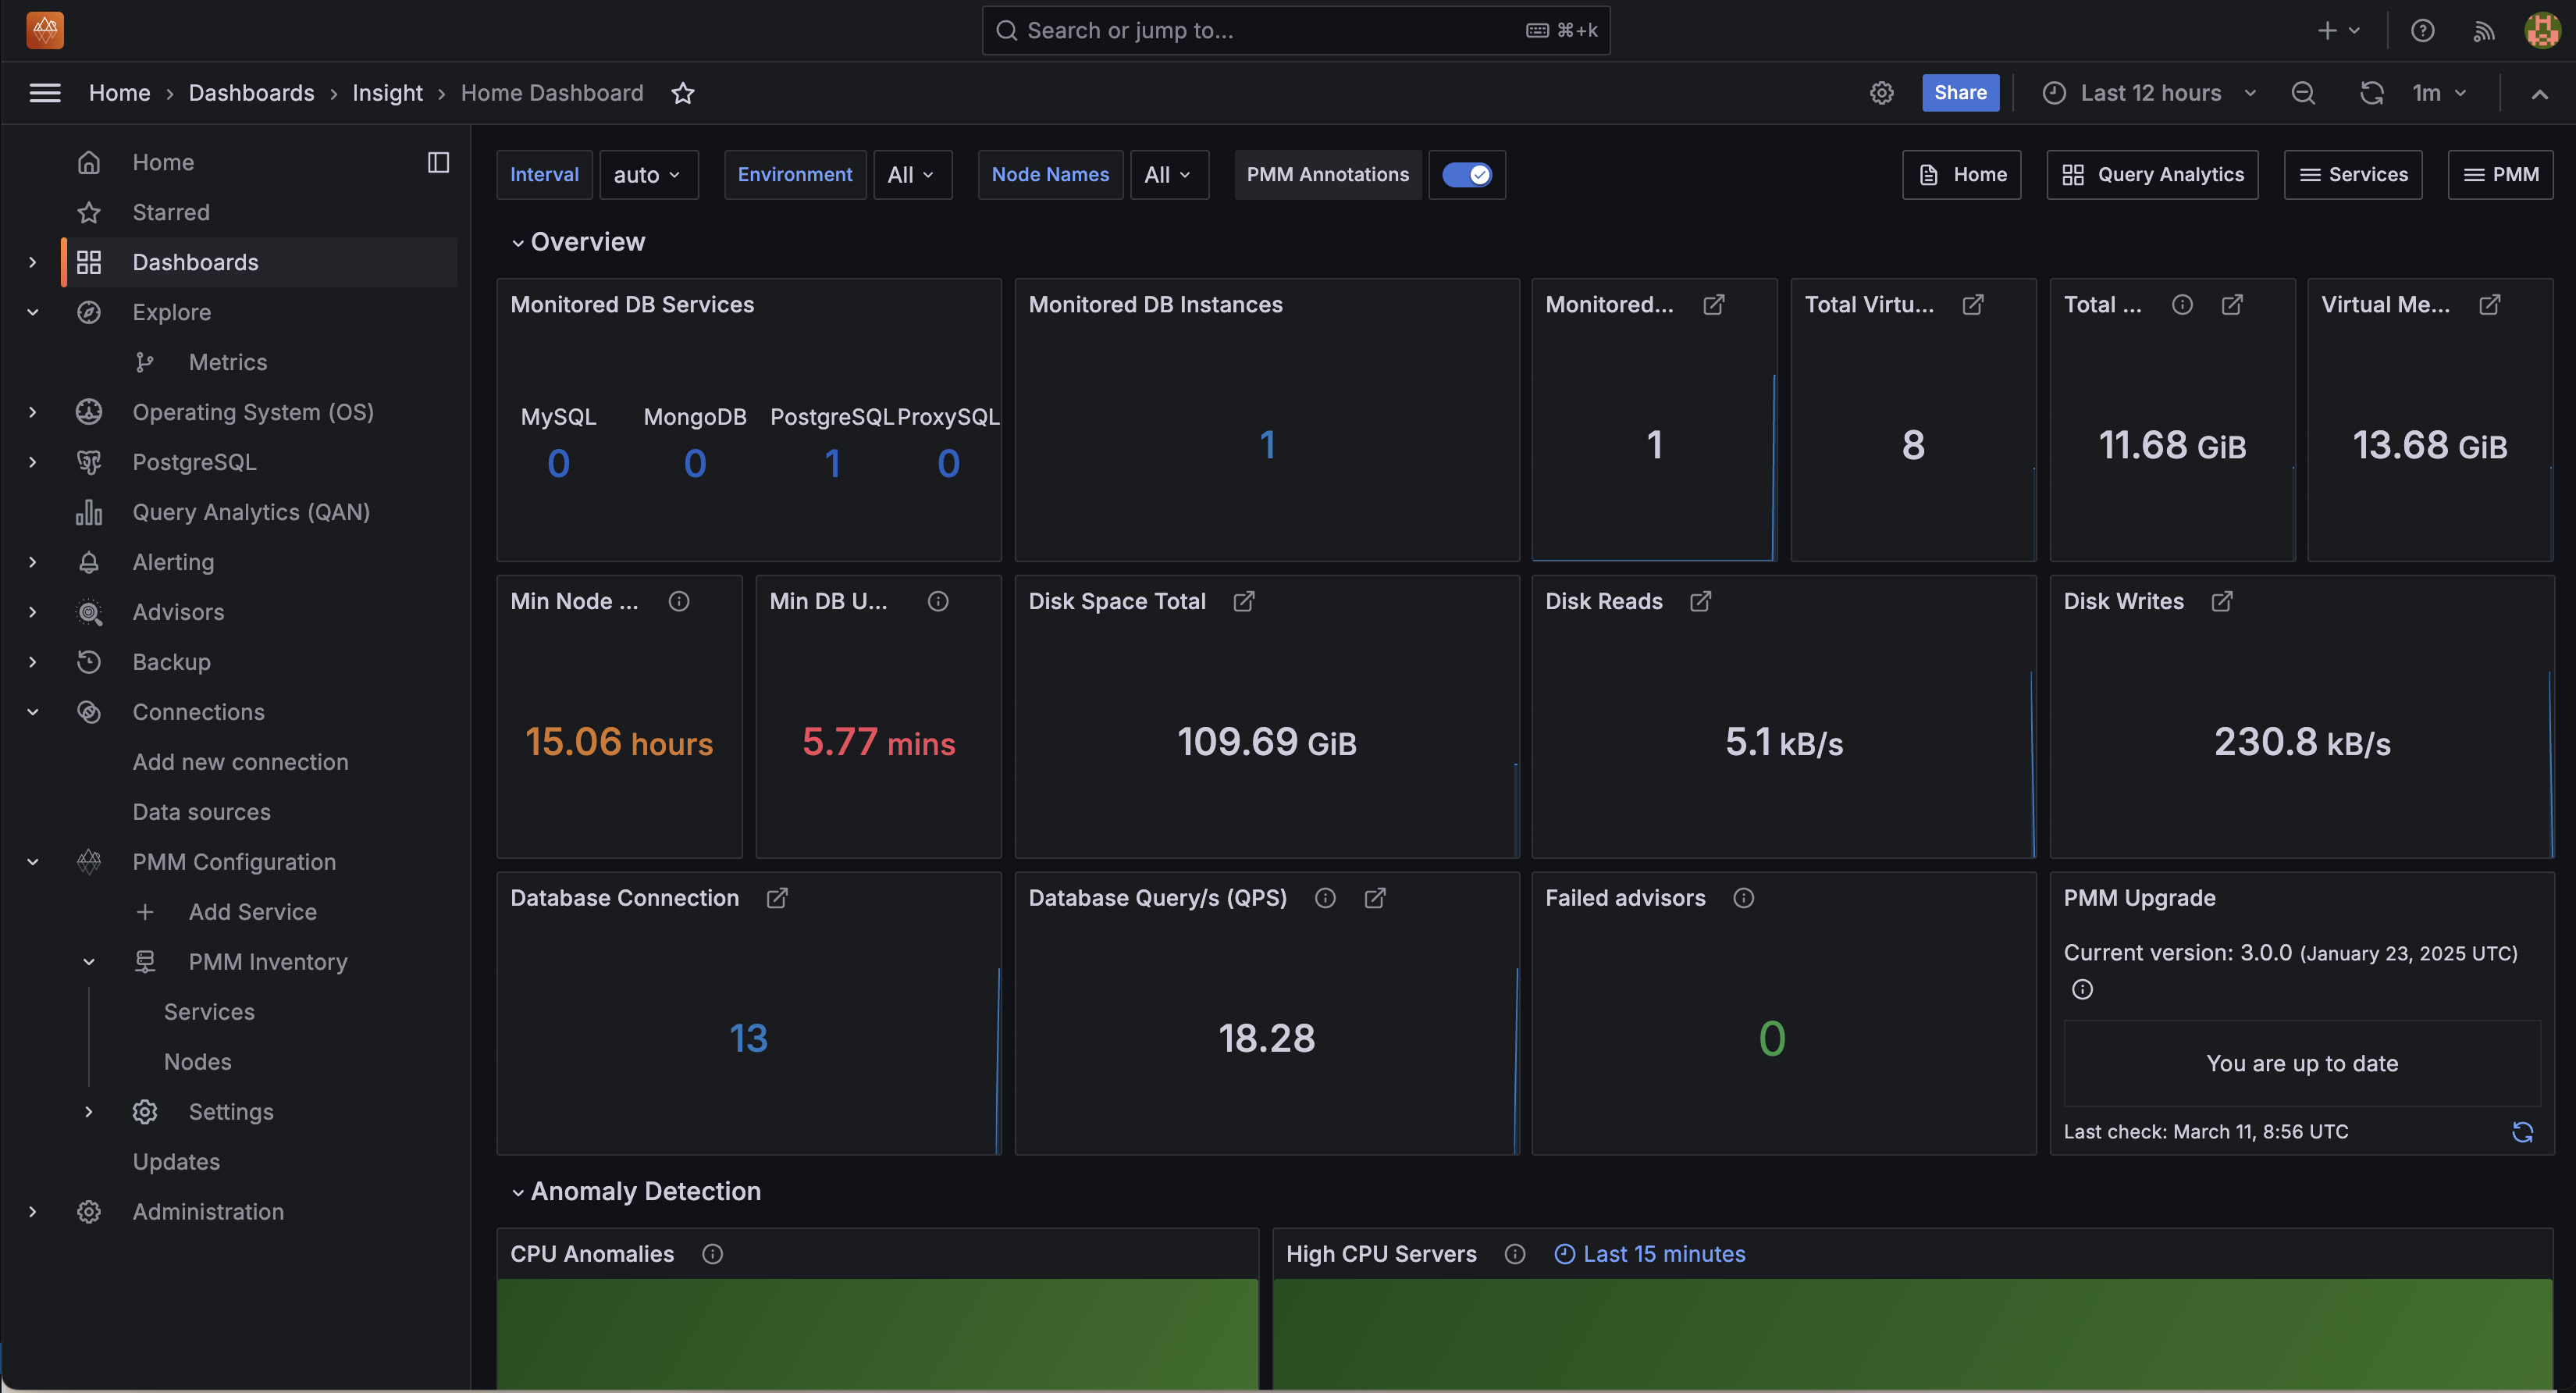 Search or jump to...
⌘+k
Home › Dashboards › Insight › Home Dashboard
Share
Last 12 hours
1m
Home
Starred
Dashboards
Explore
Metrics
Operating System (OS)
PostgreSQL
Query Analytics (QAN)
Alerting
Advisors
Backup
Connections
Add new connection
Data sources
PMM Configuration
Add Service
PMM Inventory
Services
Nodes
Settings
Updates
Administration
Interval auto
Environment All
Node Names All
PMM Annotations
Home
Query Analytics
Services
PMM
Overview
Monitored DB Services
MySQL MongoDB PostgreSQL ProxySQL
0 0 1 0
Monitored DB Instances
1
Monitored...
1
Total Virtu...
8
Total ...
11.68 GiB
Virtual Me...
13.68 GiB
Min Node ...
15.06 hours
Min DB U...
5.77 mins
Disk Space Total
109.69 GiB
Disk Reads
5.1 kB/s
Disk Writes
230.8 kB/s
Database Connection
13
Database Query/s (QPS)
18.28
Failed advisors
0
PMM Upgrade
Current version: 3.0.0 (January 23, 2025 UTC)
You are up to date
Last check: March 11, 8:56 UTC
Anomaly Detection
CPU Anomalies
High CPU Servers
Last 15 minutes